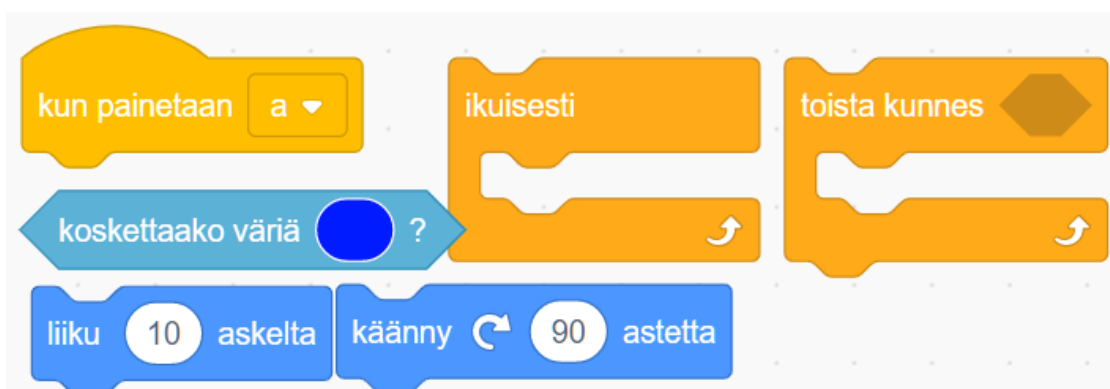 kun painetaan a
ikuisesti
toista kunnes
koskettaako väriä ?
liiku 10 askelta
käänny 90 astetta